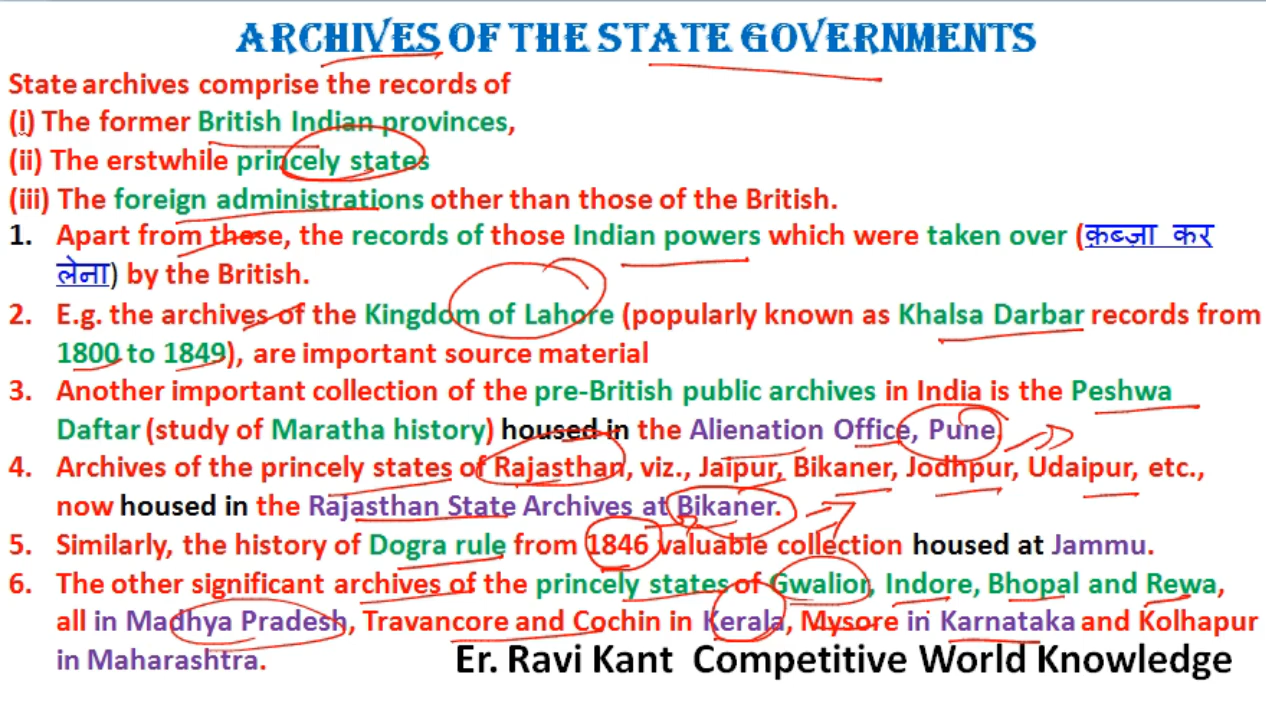 ARCHIVES OF THE STATE GOVERNMENTS
State archives comprise the records of
(i) The former British Indian provinces,
(ii) The erstwhile princely states
(iii) The foreign administrations other than those of the British.
1. Apart from these, the records of those Indian powers which were taken over (क़ब्ज़ा कर
लेना) by the British.
2. E.g. the archives of the Kingdom of Lahore (popularly known as Khalsa Darbar records from
1800 to 1849), are important source material
3. Another important collection of the pre-British public archives in India is the Peshwa
Daftar (study of Maratha history) housed in the Alienation Office, Pune.
4. Archives of the princely states of Rajasthan, viz., Jaipur, Bikaner, Jodhpur, Udaipur, etc.,
now housed in the Rajasthan State Archives at Bikaner.
5. Similarly, the history of Dogra rule from 1846 valuable collection housed at Jammu.
6. The other significant archives of the princely states of Gwalior, Indore, Bhopal and Rewa,
all in Madhya Pradesh, Travancore and Cochin in Kerala, Mysore in Karnataka and Kolhapur
in Maharashtra.
Er. Ravi Kant Competitive World Knowledge